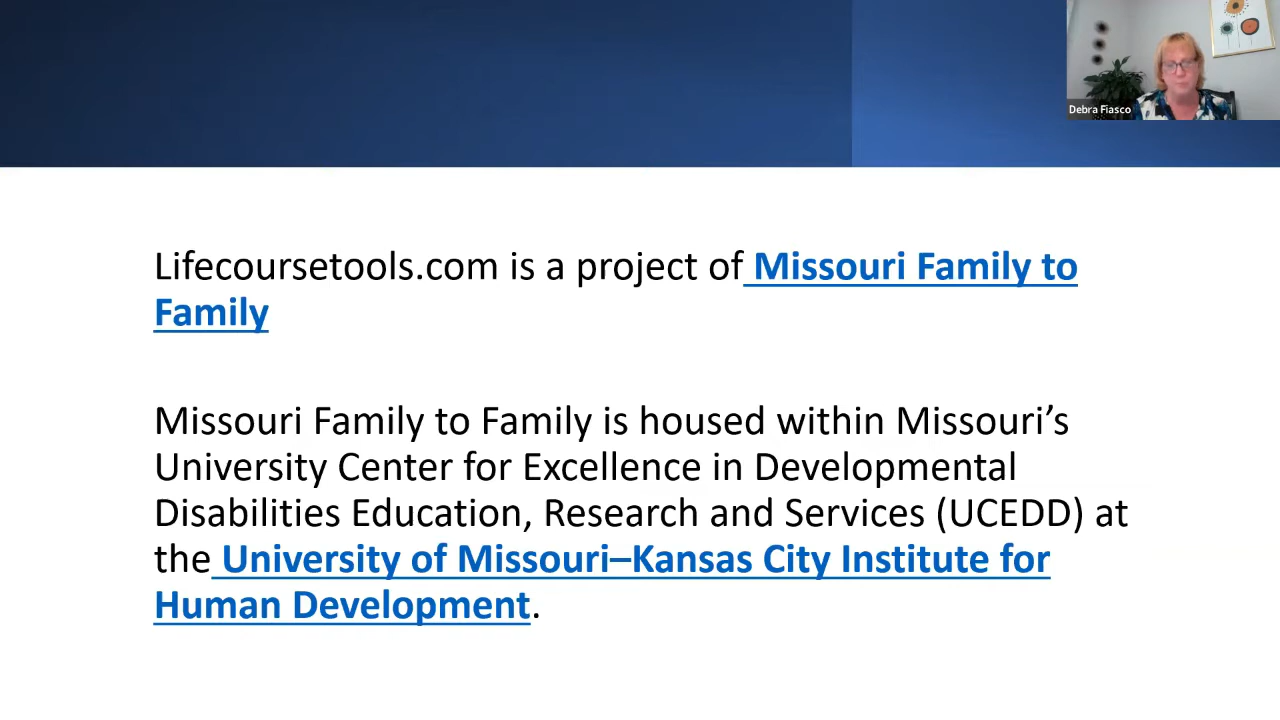 Debra Fiasco
Lifecoursetools.com is a project of Missouri Family to
Family
Missouri Family to Family is housed within Missouri’s
University Center for Excellence in Developmental
Disabilities Education, Research and Services (UCEDD) at
the University of Missouri–Kansas City Institute for
Human Development.